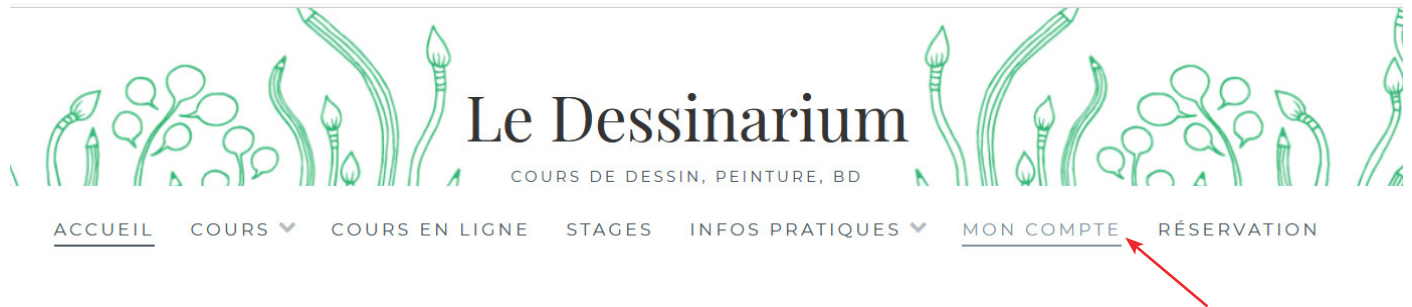 Le Dessinarium
COURS DE DESSIN, PEINTURE, BD
ACCUEIL COURS COURS EN LIGNE STAGES INFOS PRATIQUES MON COMPTE RÉSERVATION